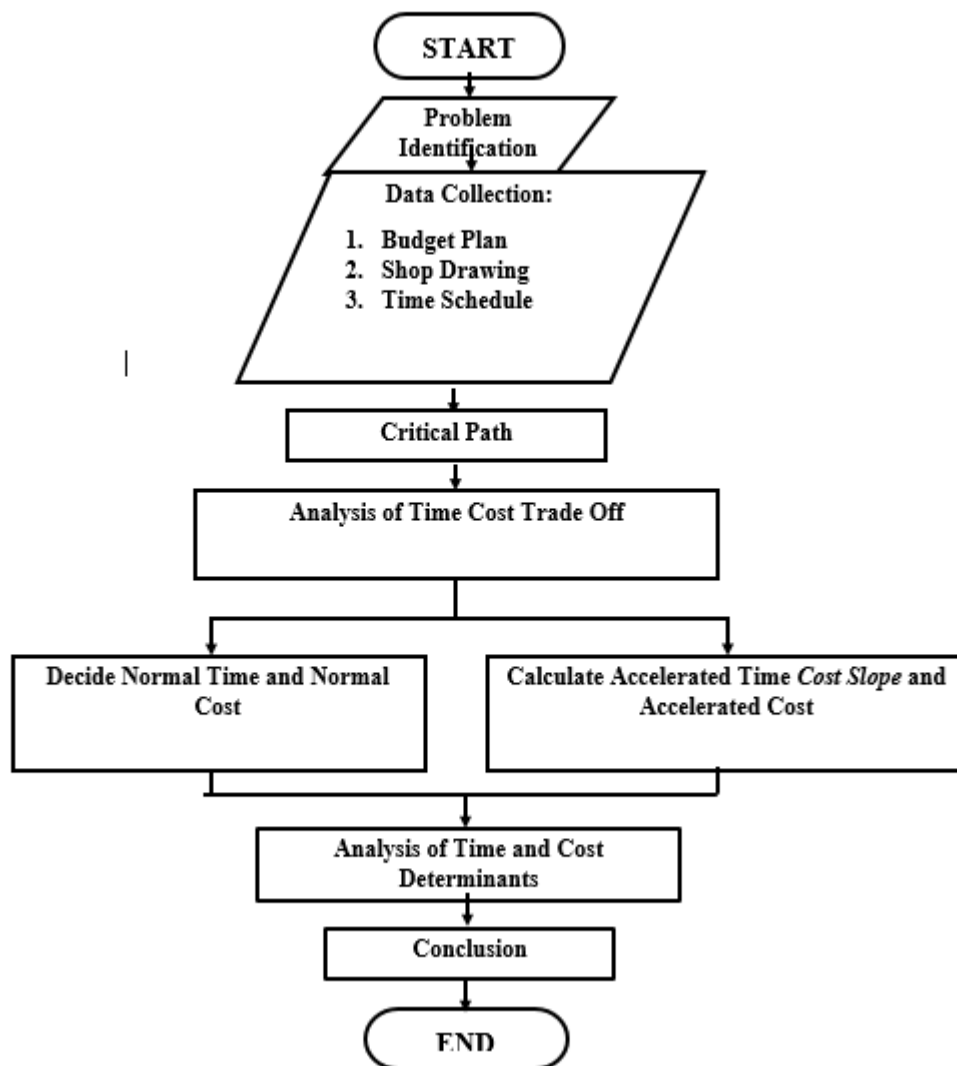 START
Problem
Identification
Data Collection:
1. Budget Plan
2. Shop Drawing
3. Time Schedule
Critical Path
Analysis of Time Cost Trade Off
Decide Normal Time and Normal
Cost
Calculate Accelerated Time Cost Slope and
Accelerated Cost
Analysis of Time and Cost
Determinants
Conclusion
END